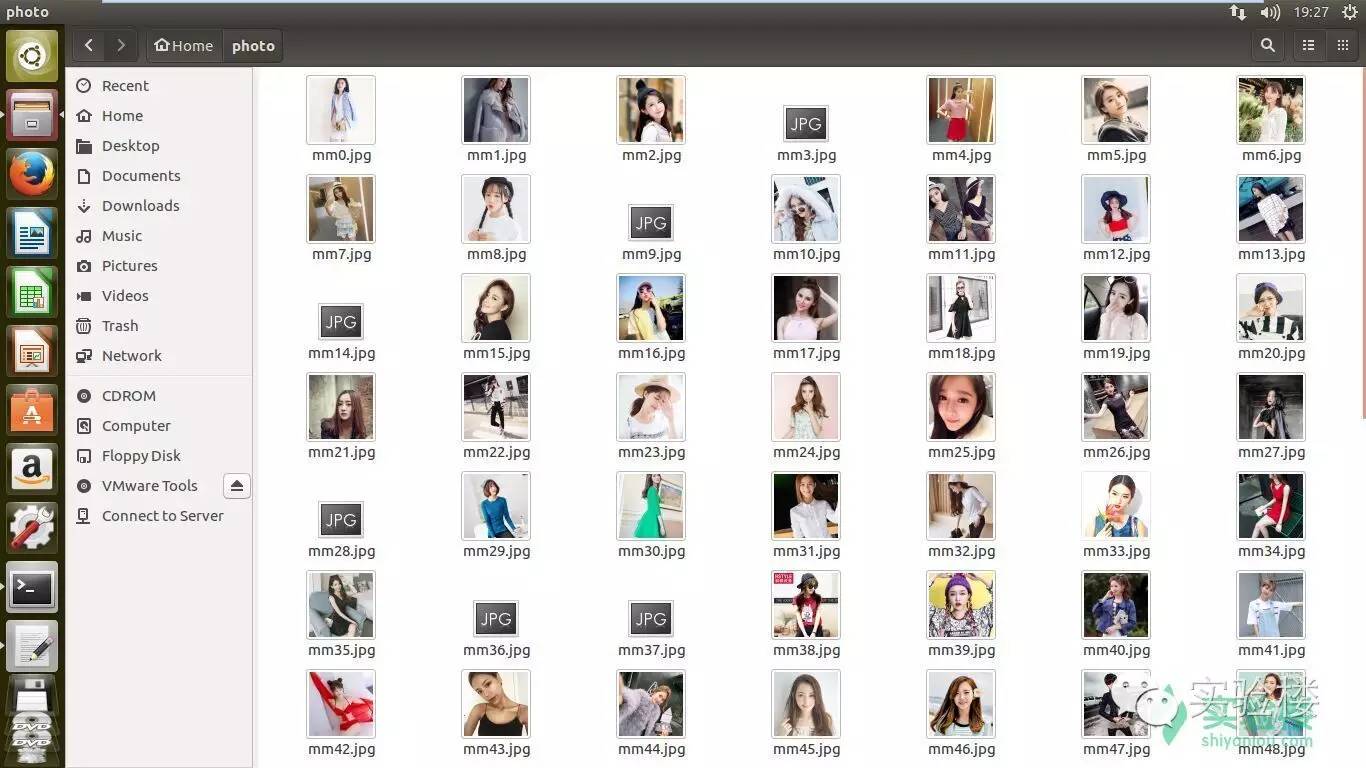 photo
19:27
Home
photo
Recent
Home
Desktop
Documents
Downloads
Music
Pictures
Videos
Trash
Network
CDROM
Computer
Floppy Disk
VMware Tools
Connect to Server
mm0.jpg
mm1.jpg
mm2.jpg
JPG
mm3.jpg
mm4.jpg
mm5.jpg
mm6.jpg
mm7.jpg
mm8.jpg
JPG
mm9.jpg
mm10.jpg
mm11.jpg
mm12.jpg
mm13.jpg
JPG
mm14.jpg
mm15.jpg
mm16.jpg
mm17.jpg
mm18.jpg
mm19.jpg
mm20.jpg
mm21.jpg
mm22.jpg
mm23.jpg
mm24.jpg
mm25.jpg
mm26.jpg
mm27.jpg
JPG
mm28.jpg
mm29.jpg
mm30.jpg
mm31.jpg
mm32.jpg
mm33.jpg
mm34.jpg
mm35.jpg
JPG
mm36.jpg
JPG
mm37.jpg
mm38.jpg
mm39.jpg
mm40.jpg
mm41.jpg
mm42.jpg
mm43.jpg
mm44.jpg
mm45.jpg
mm46.jpg
mm47.jpg
mm48.jpg
实验楼
shiyanlou.com
DVD
DVD